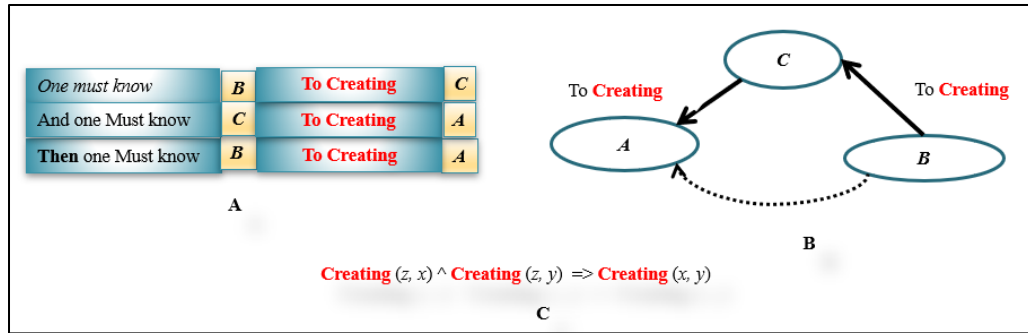 One must know B To Creating C
And one Must know C To Creating A
Then one Must know B To Creating A
A
C
To Creating
To Creating
A
B
B
Creating (z, x) ^ Creating (z, y) => Creating (x, y)
C